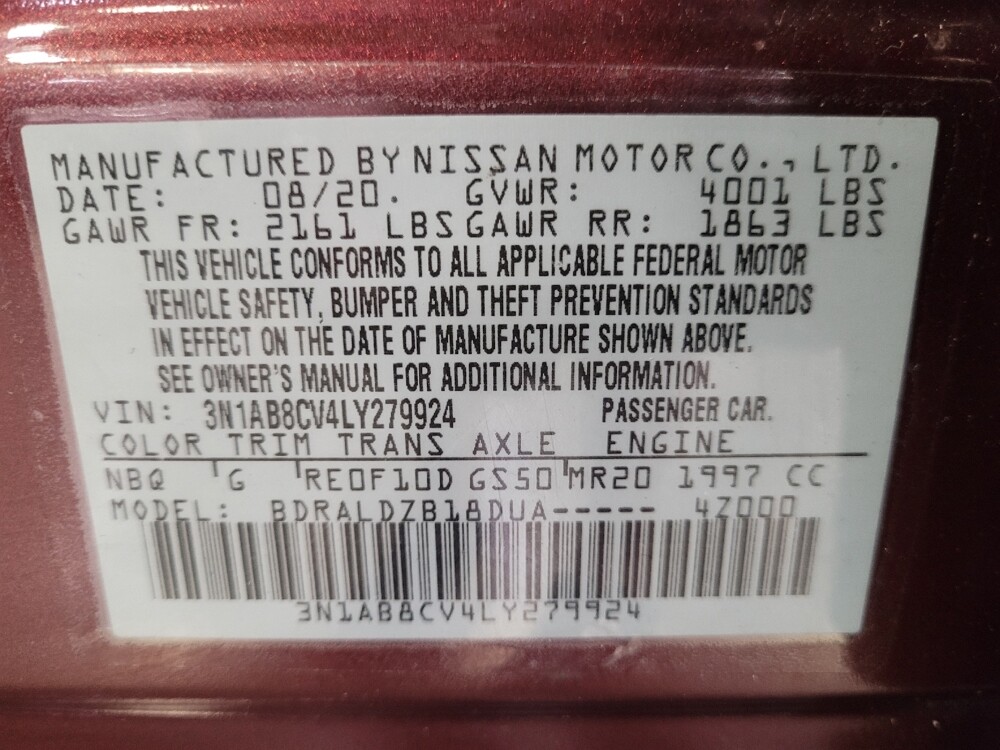 MANUFACTURED BY NISSAN MOTOR CO., LTD.
DATE: 08/20. GVWR: 4001 LBS
GAWR FR: 2161 LBS GAWR RR: 1863 LBS
THIS VEHICLE CONFORMS TO ALL APPLICABLE FEDERAL MOTOR
VEHICLE SAFETY, BUMPER AND THEFT PREVENTION STANDARDS
IN EFFECT ON THE DATE OF MANUFACTURE SHOWN ABOVE.
SEE OWNER'S MANUAL FOR ADDITIONAL INFORMATION.
VIN: 3N1AB8CV4LY279924 PASSENGER CAR.
COLOR TRIM TRANS AXLE ENGINE
NBQ G RE0F10D GS50 MR20 1997 CC
MODEL: BDRALDZB18DUA----- 4Z000
3N1AB8CV4LY279924